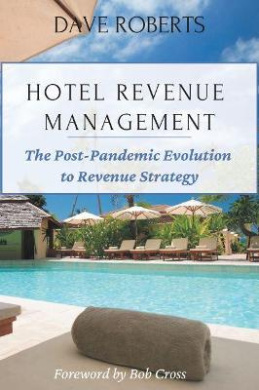 DAVE ROBERTS
HOTEL REVENUE
MANAGEMENT
The Post-Pandemic Evolution
to Revenue Strategy
Foreword by Bob Cross